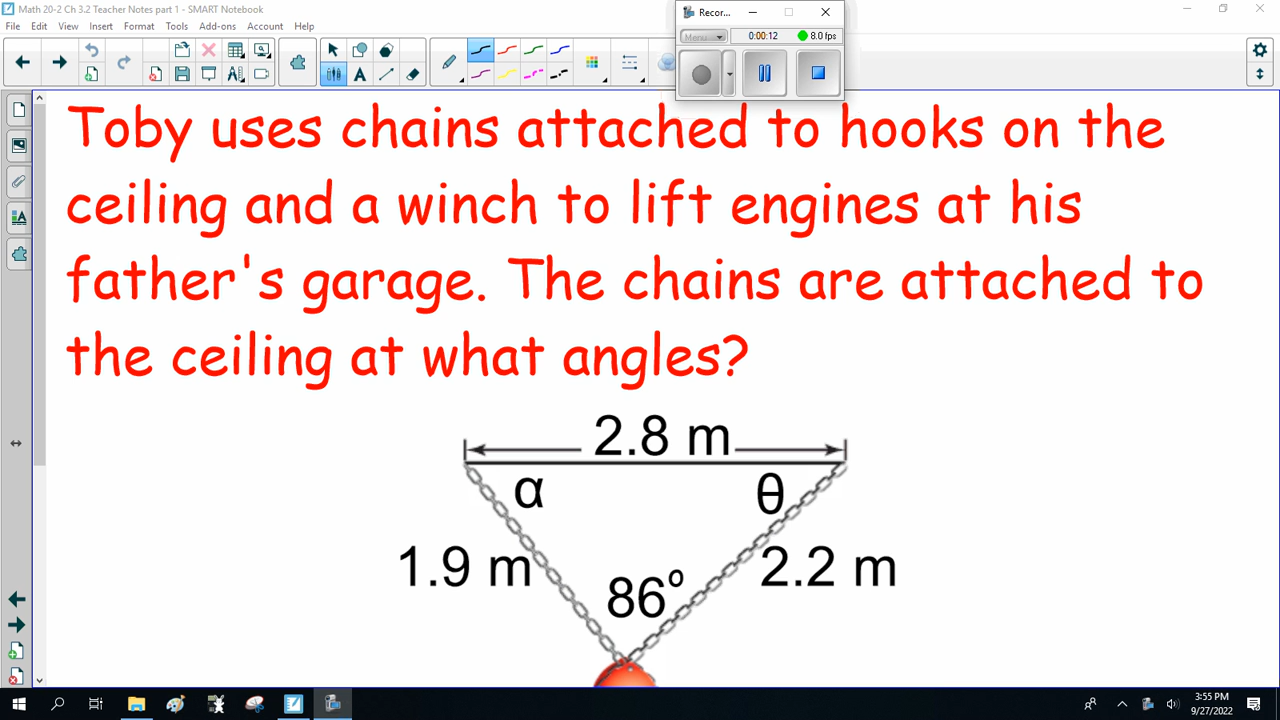 Math 20-2 Ch 3.2 Teacher Notes part 1 - SMART Notebook
File Edit View Insert Format Tools Add-ons Account Help
Recor...
Menu 0:00:12 8.0 fps
Toby uses chains attached to hooks on the
ceiling and a winch to lift engines at his
father's garage. The chains are attached to
the ceiling at what angles?
2.8 m
α θ
1.9 m 2.2 m
86°
3:55 PM
9/27/2022